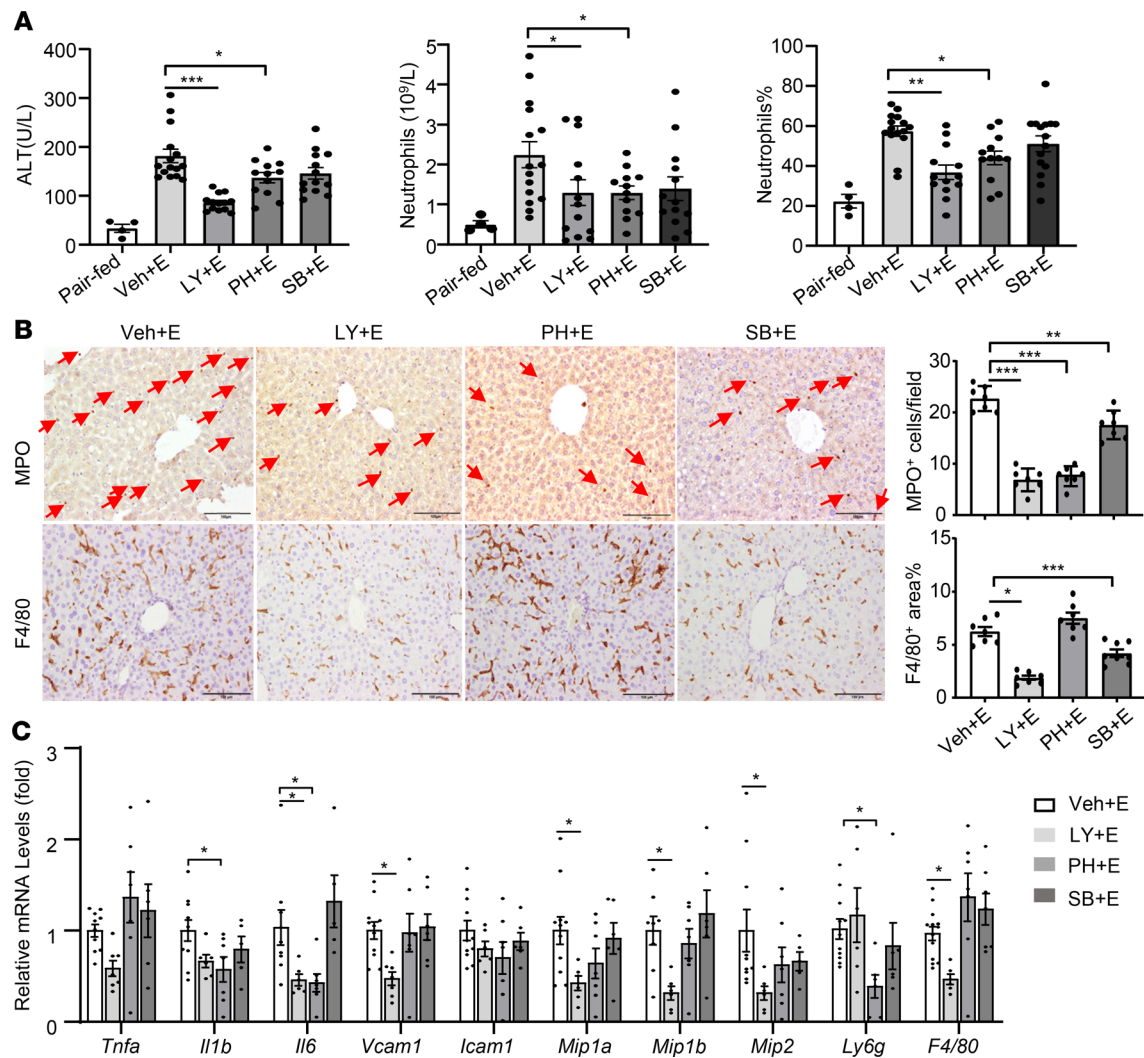 A
ALT(U/L)
400
300
200
100
0
***
*
Pair-fed
Veh+E
LY+E
PH+E
SB+E
Neutrophils (10⁹/L)
5
4
3
2
1
0
*
*
Pair-fed
Veh+E
LY+E
PH+E
SB+E
Neutrophils%
100
80
60
40
20
0
**
*
Pair-fed
Veh+E
LY+E
PH+E
SB+E
B
Veh+E LY+E PH+E SB+E
MPO
F4/80
MPO⁺ cells/field
30
20
10
0
**
***
***
F4/80⁺ area%
15
10
5
0
***
*
Veh+E
LY+E
PH+E
SB+E
C
Relative mRNA Levels (fold)
3
2
1
0
*
*
*
*
*
*
*
*
*
Veh+E
LY+E
PH+E
SB+E
Tnfa Il1b Il6 Vcam1 Icam1 Mip1a Mip1b Mip2 Ly6g F4/80